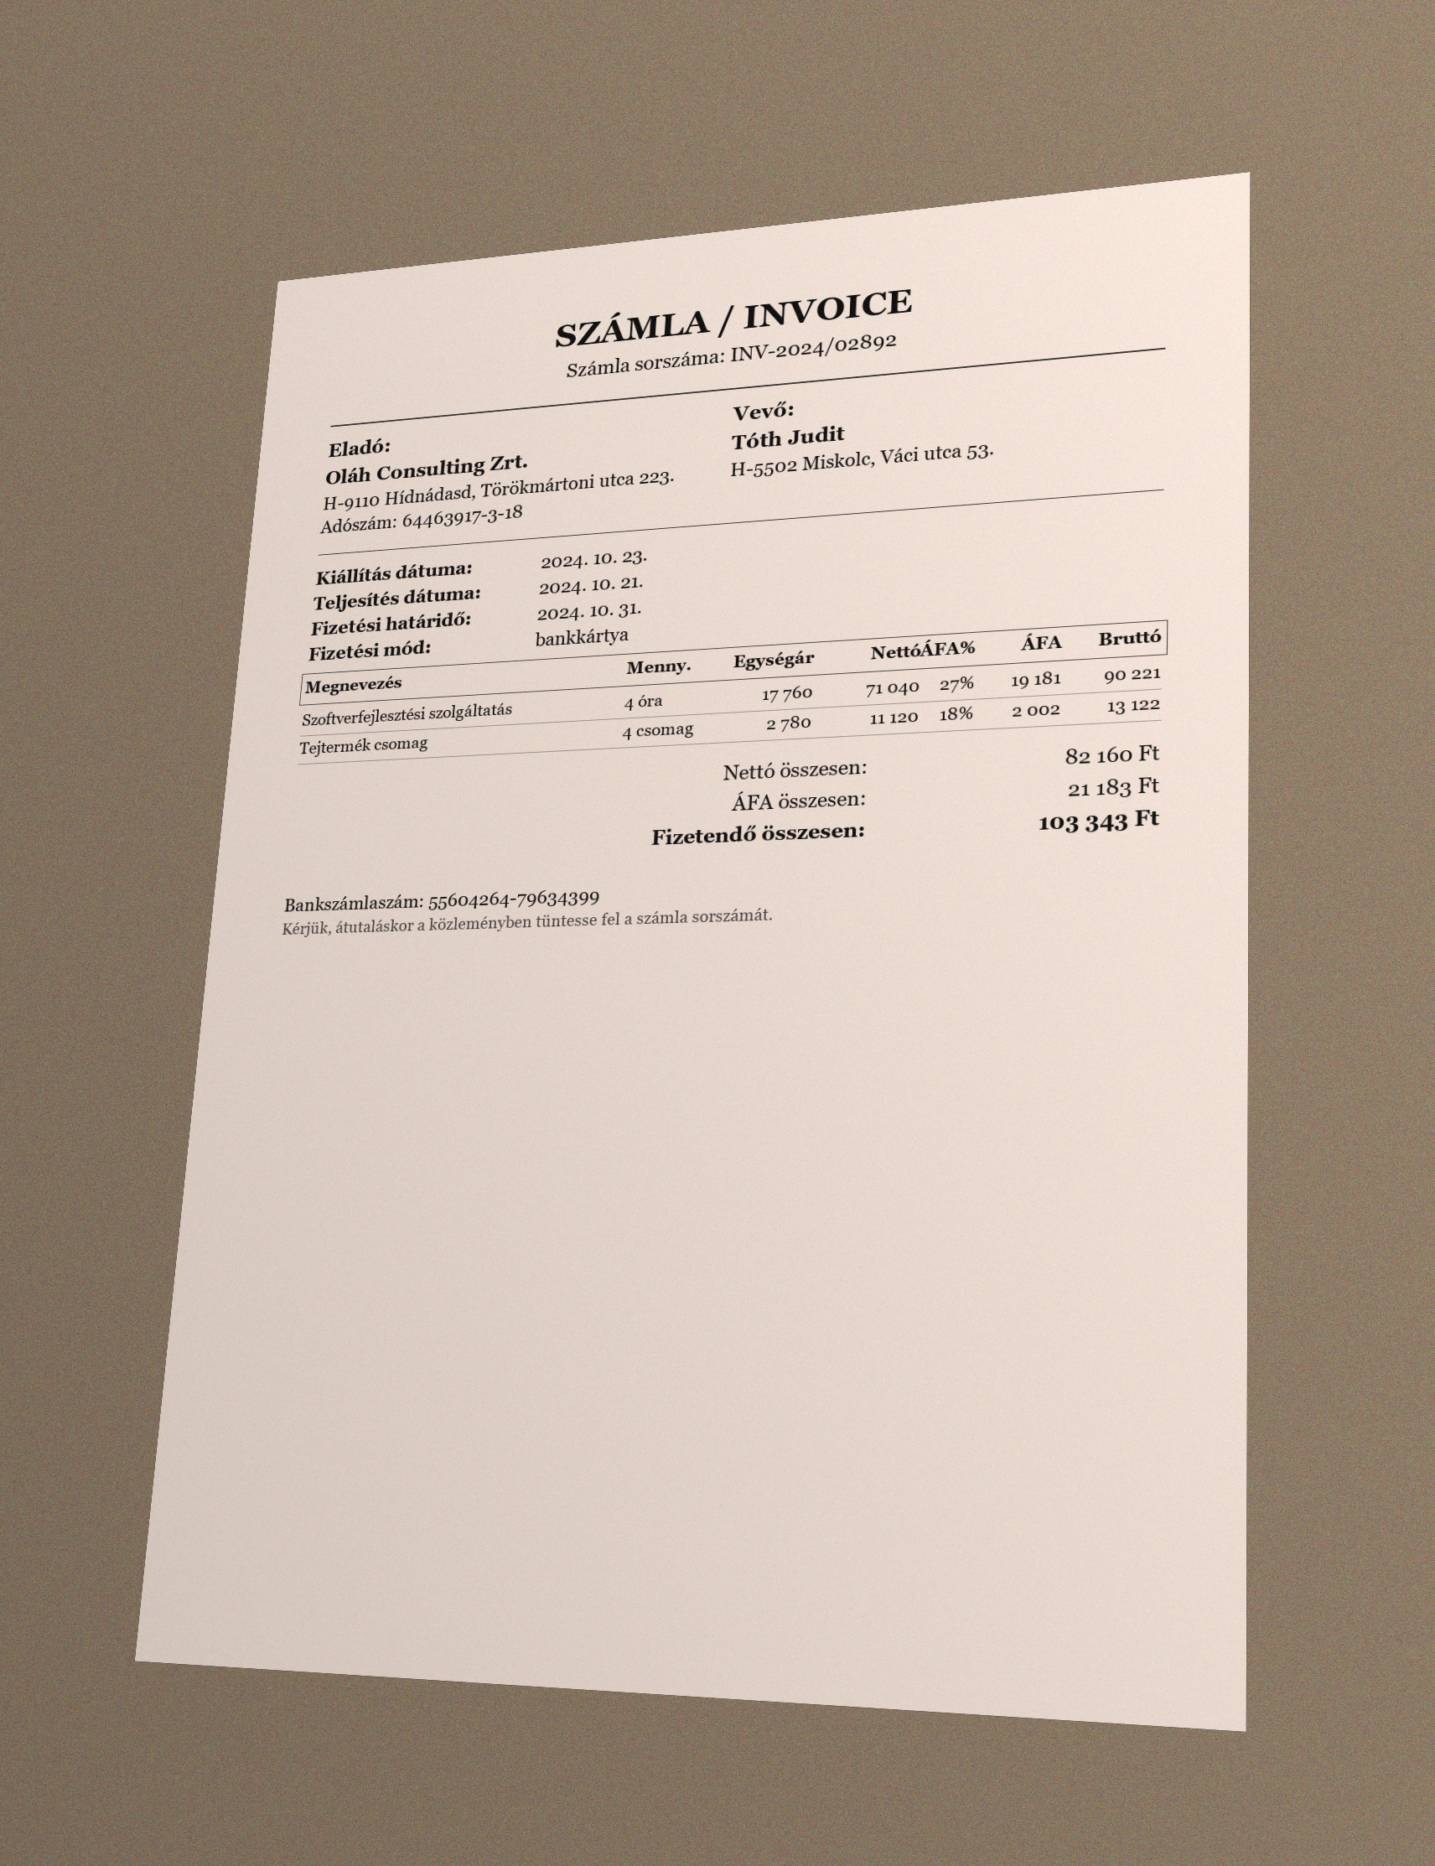 SZÁMLA / INVOICE
Számla sorszáma: INV-2024/02892
Eladó:
Oláh Consulting Zrt.
H-9110 Hídnádasd, Törökmártoni utca 223.
Adószám: 64463917-3-18
Vevő:
Tóth Judit
H-5502 Miskolc, Váci utca 53.
Kiállítás dátuma: 2024. 10. 23.
Teljesítés dátuma: 2024. 10. 21.
Fizetési határidő: 2024. 10. 31.
Fizetési mód: bankkártya
Megnevezés Menny. Egységár Nettó ÁFA% ÁFA Bruttó
Szoftverfejlesztési szolgáltatás 4 óra 17 760 71 040 27% 19 181 90 221
Tejtermék csomag 4 csomag 2 780 11 120 18% 2 002 13 122
Nettó összesen: 82 160 Ft
ÁFA összesen: 21 183 Ft
Fizetendő összesen: 103 343 Ft
Bankszámlaszám: 55604264-79634399
Kérjük, átutaláskor a közleményben tüntesse fel a számla sorszámát.